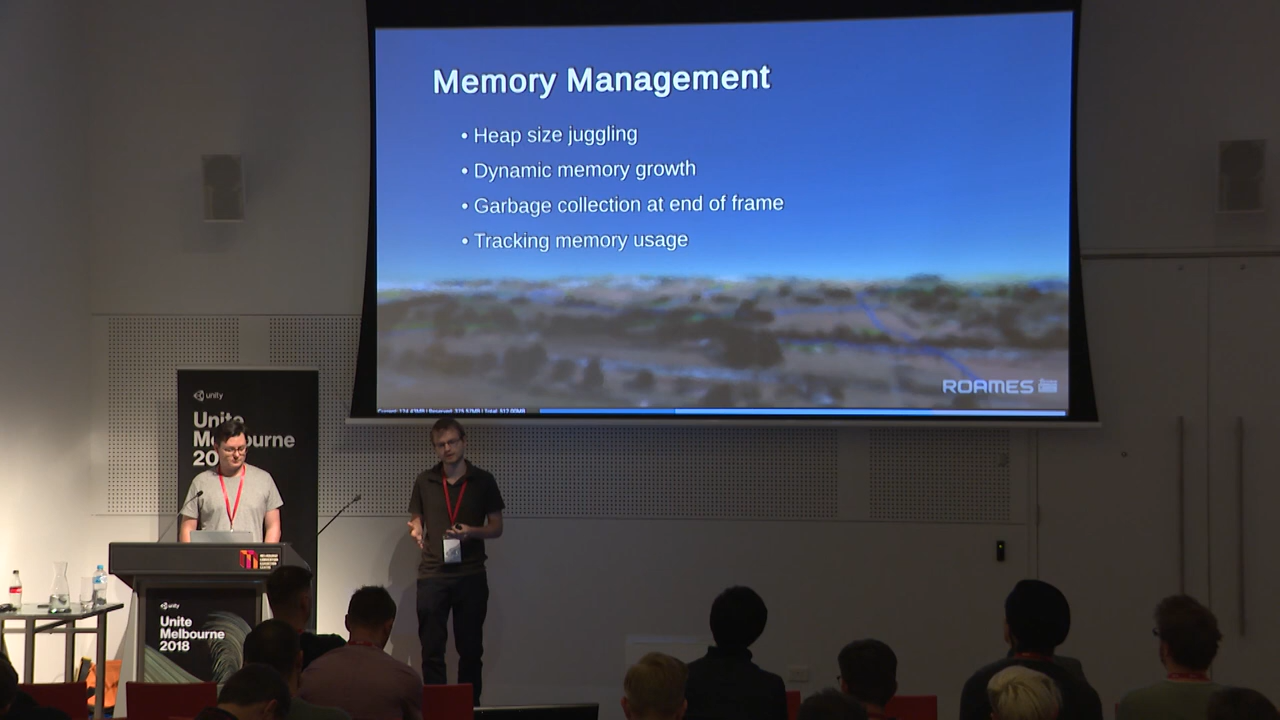 Memory Management
• Heap size juggling
• Dynamic memory growth
• Garbage collection at end of frame
• Tracking memory usage
ROAMES
unity
Unite
Melbourne
unity
Unite
Melbourne
2018